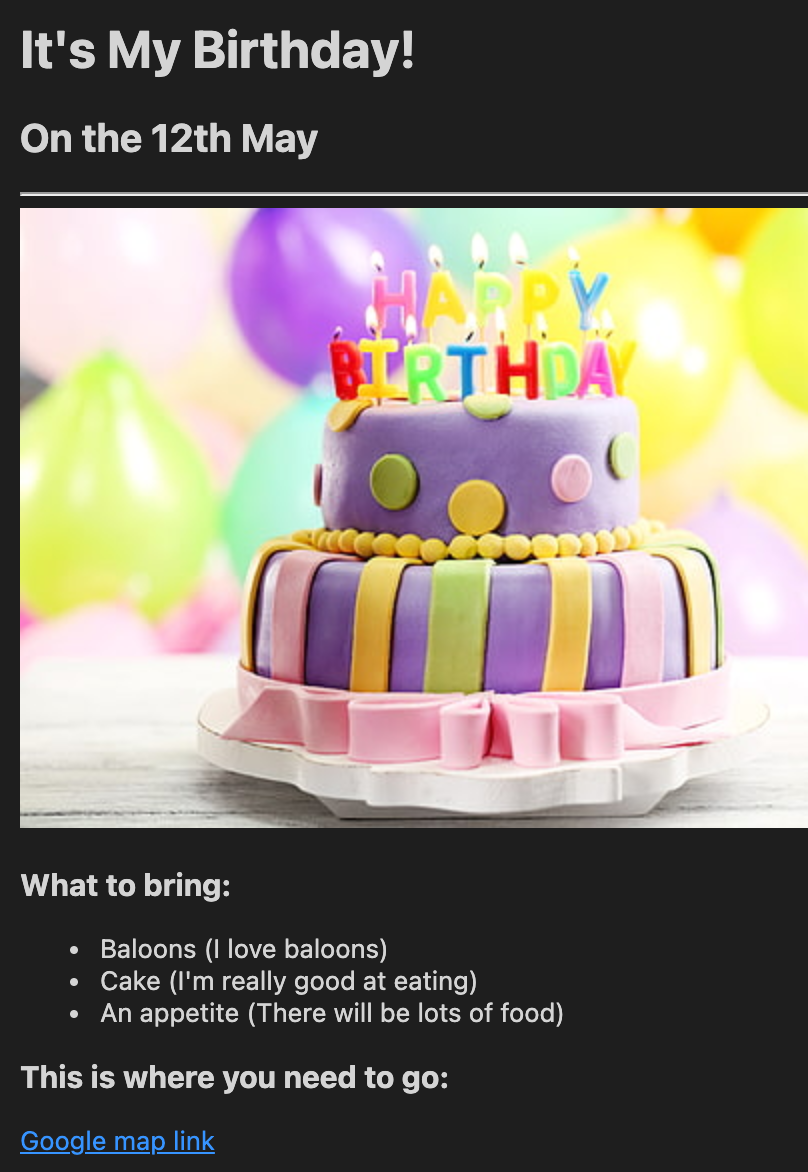 It's My Birthday!
On the 12th May
HAPPY
BIRTHDAY
What to bring:
Baloons (I love baloons)
Cake (I'm really good at eating)
An appetite (There will be lots of food)
This is where you need to go:
Google map link